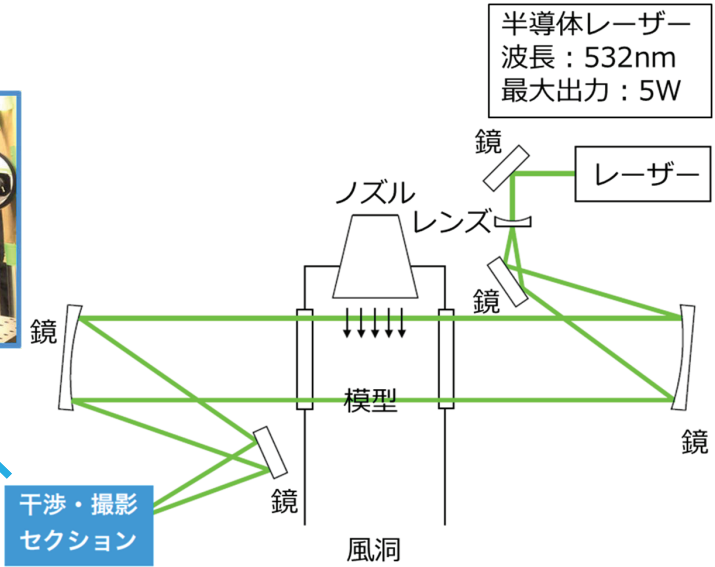 半導体レーザー
波長：532nm
最大出力：5W
鏡
レーザー
ノズル
レンズ
鏡
鏡
模型
鏡
鏡
干渉・撮影
セクション
風洞